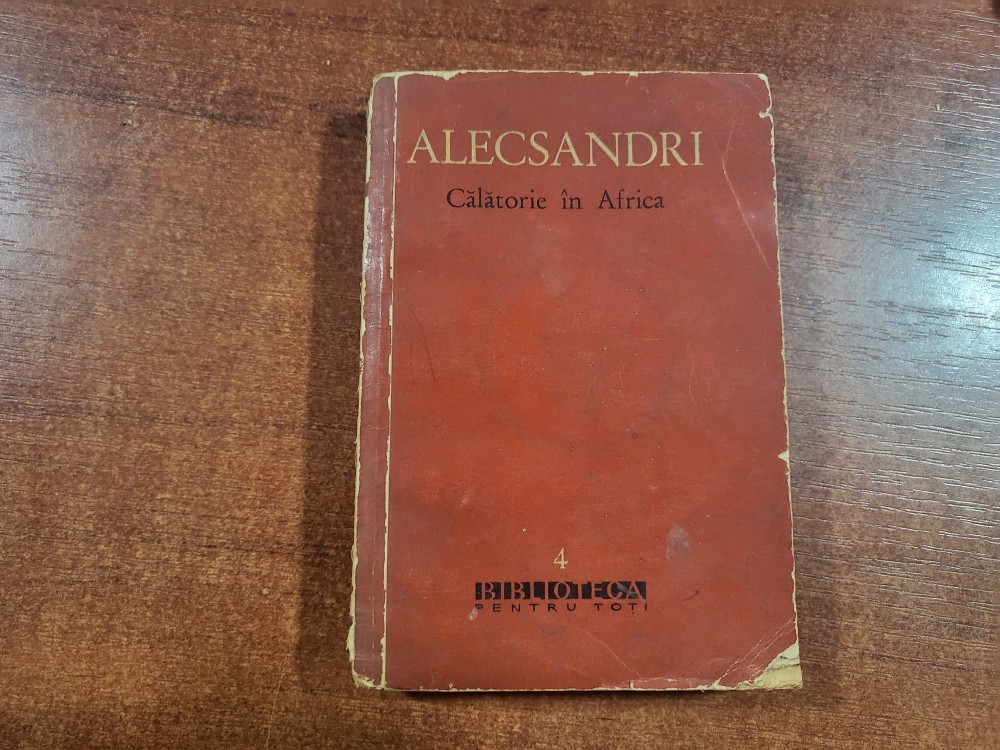 ALECSANDRI
Călătorie în Africa
4
BIBLIOTECA
PENTRU TOȚI